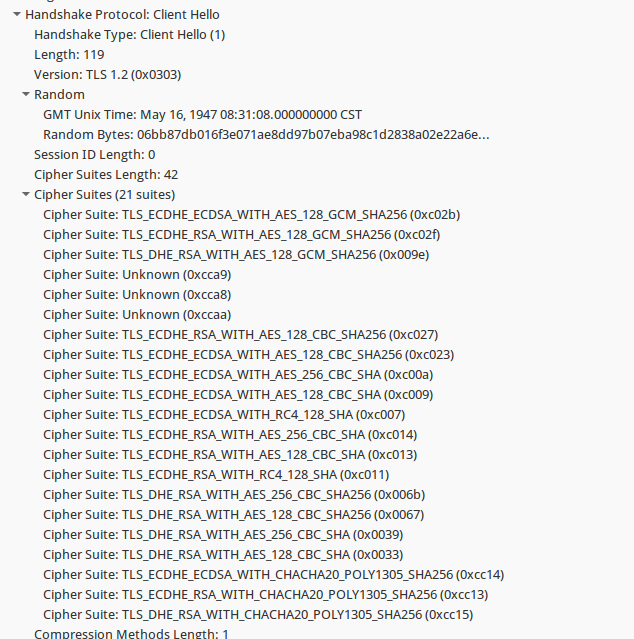 Handshake Protocol: Client Hello
Handshake Type: Client Hello (1)
Length: 119
Version: TLS 1.2 (0x0303)
Random
GMT Unix Time: May 16, 1947 08:31:08.000000000 CST
Random Bytes: 06bb87db016f3e071ae8dd97b07eba98c1d2838a02e22a6e...
Session ID Length: 0
Cipher Suites Length: 42
Cipher Suites (21 suites)
Cipher Suite: TLS_ECDHE_ECDSA_WITH_AES_128_GCM_SHA256 (0xc02b)
Cipher Suite: TLS_ECDHE_RSA_WITH_AES_128_GCM_SHA256 (0xc02f)
Cipher Suite: TLS_DHE_RSA_WITH_AES_128_GCM_SHA256 (0x009e)
Cipher Suite: Unknown (0xcca9)
Cipher Suite: Unknown (0xcca8)
Cipher Suite: Unknown (0xccaa)
Cipher Suite: TLS_ECDHE_RSA_WITH_AES_128_CBC_SHA256 (0xc027)
Cipher Suite: TLS_ECDHE_ECDSA_WITH_AES_128_CBC_SHA256 (0xc023)
Cipher Suite: TLS_ECDHE_ECDSA_WITH_AES_256_CBC_SHA (0xc00a)
Cipher Suite: TLS_ECDHE_ECDSA_WITH_AES_128_CBC_SHA (0xc009)
Cipher Suite: TLS_ECDHE_ECDSA_WITH_RC4_128_SHA (0xc007)
Cipher Suite: TLS_ECDHE_RSA_WITH_AES_256_CBC_SHA (0xc014)
Cipher Suite: TLS_ECDHE_RSA_WITH_AES_128_CBC_SHA (0xc013)
Cipher Suite: TLS_ECDHE_RSA_WITH_RC4_128_SHA (0xc011)
Cipher Suite: TLS_DHE_RSA_WITH_AES_256_CBC_SHA256 (0x006b)
Cipher Suite: TLS_DHE_RSA_WITH_AES_128_CBC_SHA256 (0x0067)
Cipher Suite: TLS_DHE_RSA_WITH_AES_256_CBC_SHA (0x0039)
Cipher Suite: TLS_DHE_RSA_WITH_AES_128_CBC_SHA (0x0033)
Cipher Suite: TLS_ECDHE_ECDSA_WITH_CHACHA20_POLY1305_SHA256 (0xcc14)
Cipher Suite: TLS_ECDHE_RSA_WITH_CHACHA20_POLY1305_SHA256 (0xcc13)
Cipher Suite: TLS_DHE_RSA_WITH_CHACHA20_POLY1305_SHA256 (0xcc15)
Compression Methods Length: 1